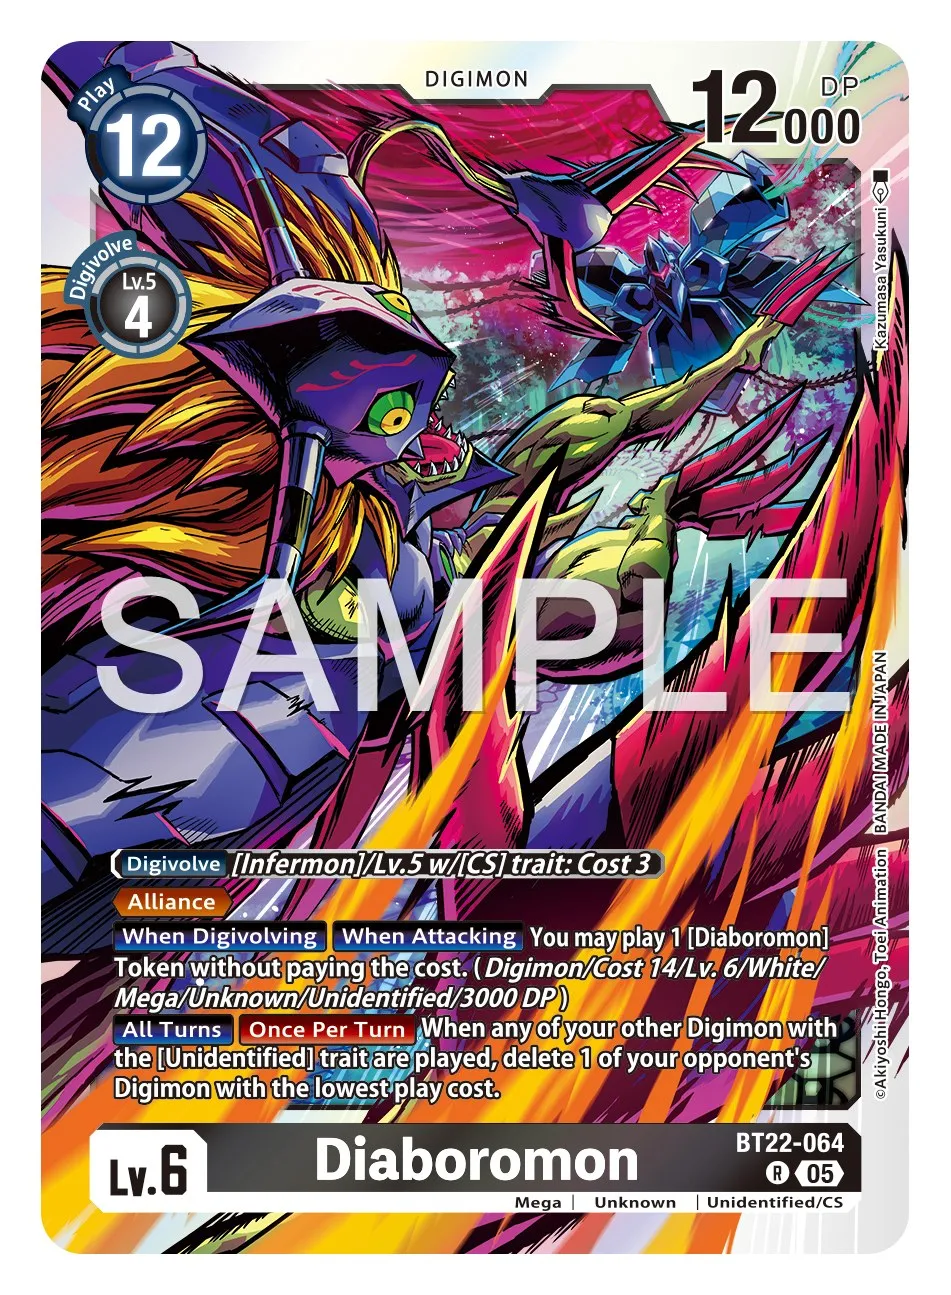 DIGIMON
Play
12
12000
DP
Digivolve
Lv.5
4
Kazumasa Yasukuni
SAMPLE
BANDAI MADE IN JAPAN
©Akiyoshi Hongo, Toei Animation
Digivolve [Infermon]/Lv.5 w/[CS] trait: Cost 3
Alliance
When Digivolving When Attacking You may play 1 [Diaboromon]
Token without paying the cost. (Digimon/Cost 14/Lv. 6/White/
Mega/Unknown/Unidentified/3000 DP)
All Turns Once Per Turn When any of your other Digimon with
the [Unidentified] trait are played, delete 1 of your opponent's
Digimon with the lowest play cost.
Lv.6
Diaboromon
BT22-064
R 05
Mega | Unknown | Unidentified/CS